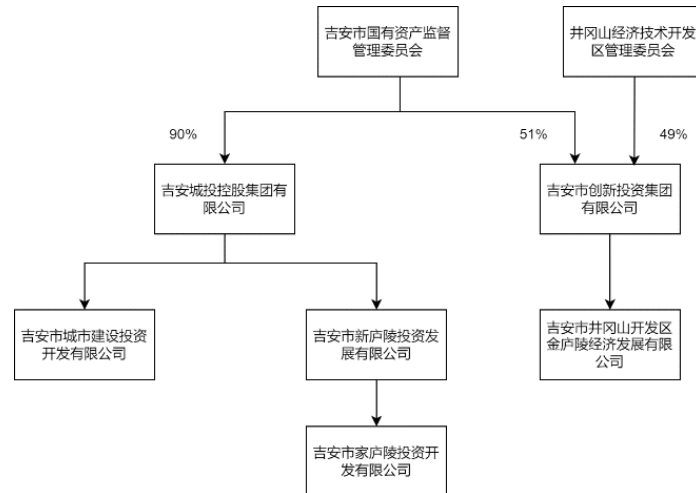 吉安市国有资产监督
管理委员会
井冈山经济技术开发
区管理委员会
90%
51%
49%
吉安城投控股集团有
限公司
吉安市创新投资集团
有限公司
吉安市城市建设投资
开发有限公司
吉安市新庐陵投资发
展有限公司
吉安市井冈山开发区
金庐陵经济发展有限
公司
吉安市家庐陵投资开
发有限公司